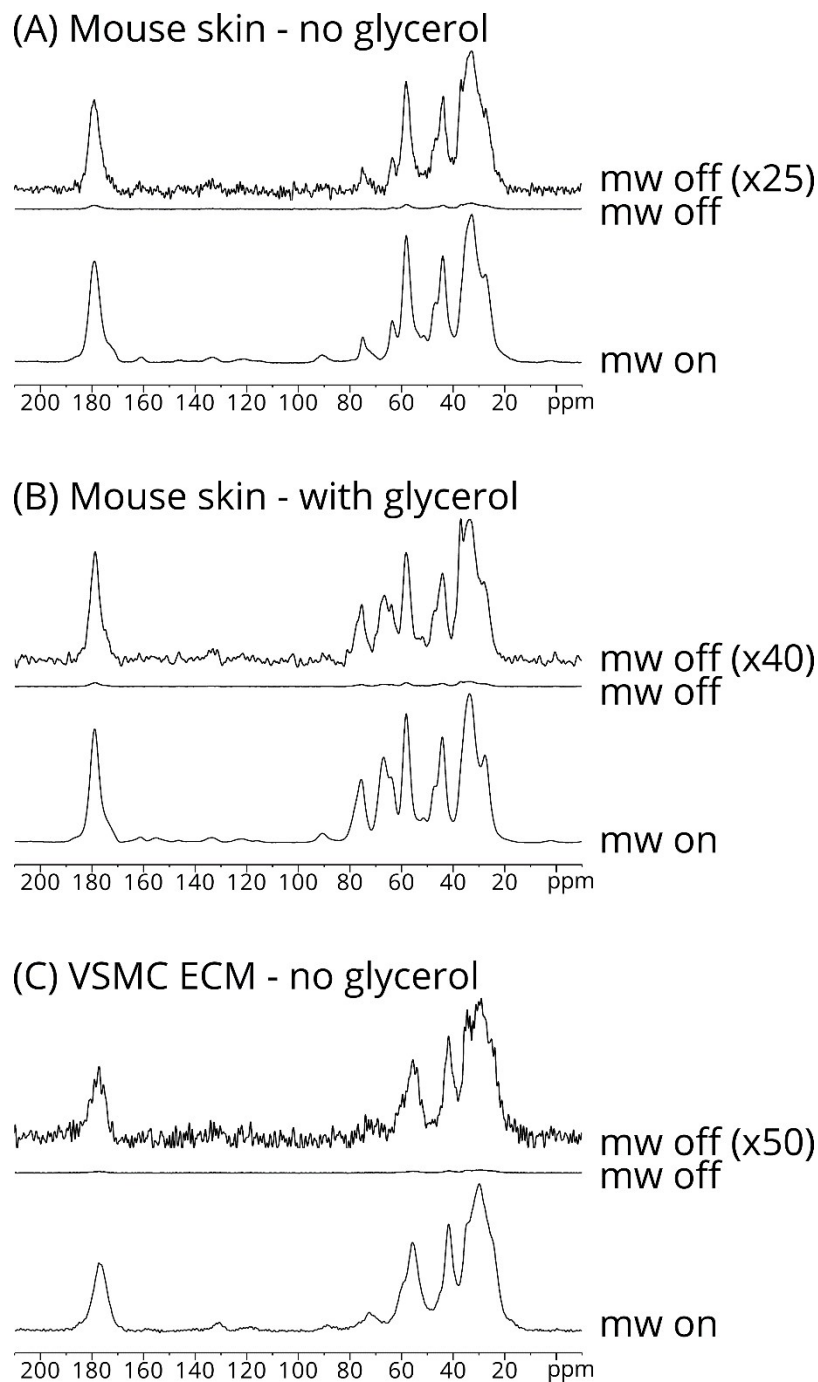 (A) Mouse skin - no glycerol
mw off (x25)
mw off
mw on
200 180 160 140 120 100 80 60 40 20 ppm
(B) Mouse skin - with glycerol
mw off (x40)
mw off
mw on
200 180 160 140 120 100 80 60 40 20 ppm
(C) VSMC ECM - no glycerol
mw off (x50)
mw off
mw on
200 180 160 140 120 100 80 60 40 20 ppm